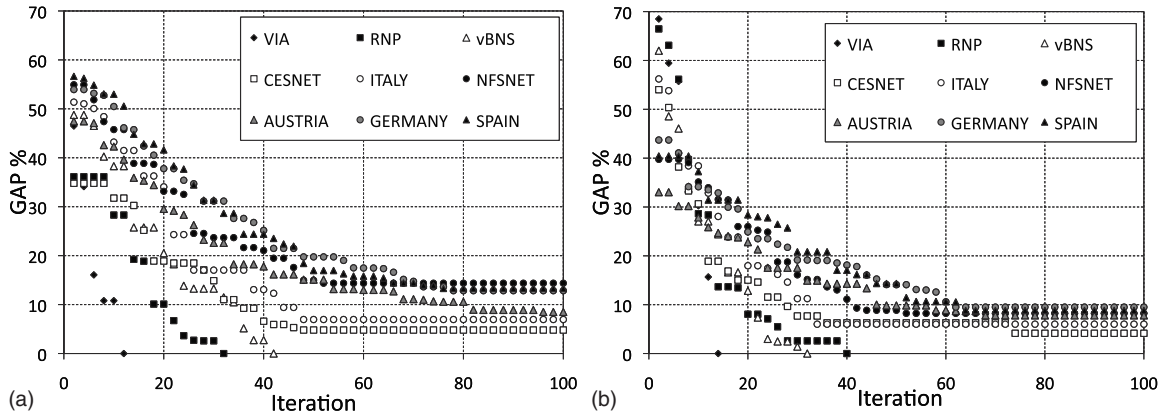 70
60
50
40
30
20
10
0
GAP %
VIA RNP vBNS
CESNET ITALY NFSNET
AUSTRIA GERMANY SPAIN
0 20 40 60 80 100
(a) Iteration
70
60
50
40
30
20
10
0
GAP %
VIA RNP vBNS
CESNET ITALY NFSNET
AUSTRIA GERMANY SPAIN
0 20 40 60 80 100
(b) Iteration